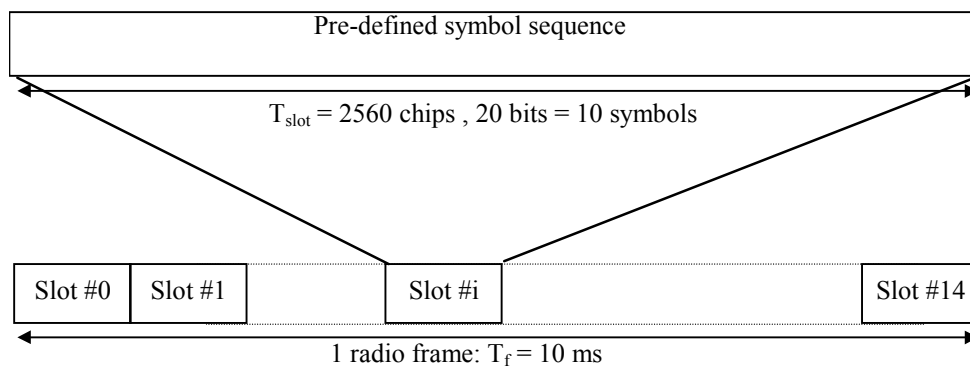 Pre-defined symbol sequence
T_slot = 2560 chips , 20 bits = 10 symbols
Slot #0 Slot #1 Slot #i Slot #14
1 radio frame: T_f = 10 ms